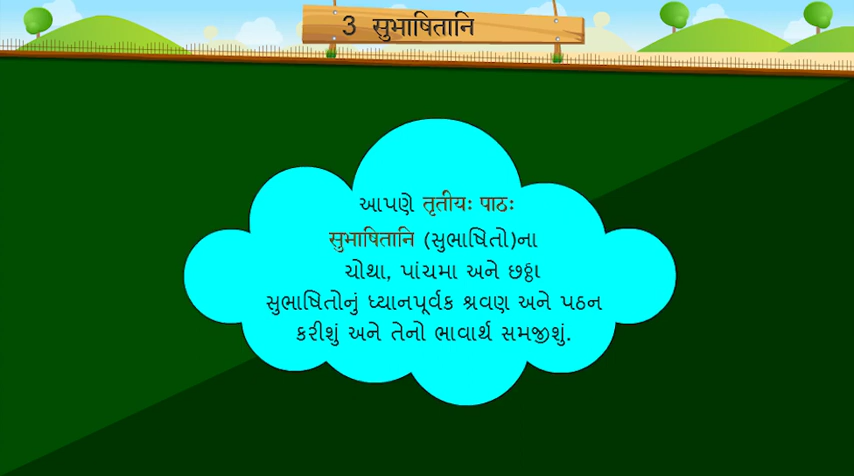 3 सुभाषितानि
આપણે तृतीयः पाठः
सुभाषितानि (સુભાષિતો)ના
ચોથા, પાંચમા અને છઠ્ઠા
સુભાષિતોનું ધ્યાનપૂર્વક શ્રવણ અને પઠન
કરીશું અને તેનો ભાવાર્થ સમજીશું.